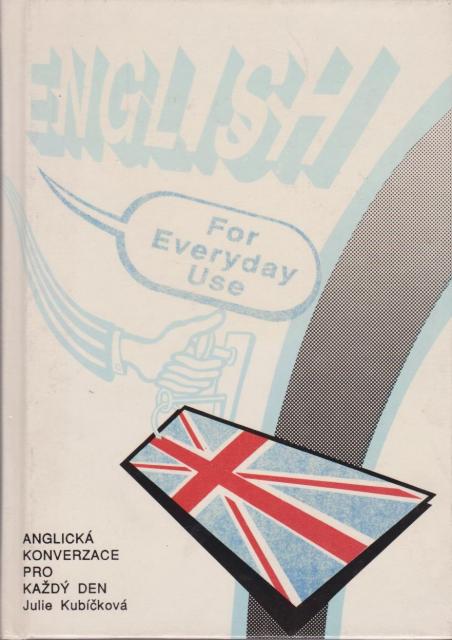 ENGLISH
For
Everyday
Use
ANGLICKÁ
KONVERZACE
PRO
KAŽDÝ DEN
Julie Kubíčková